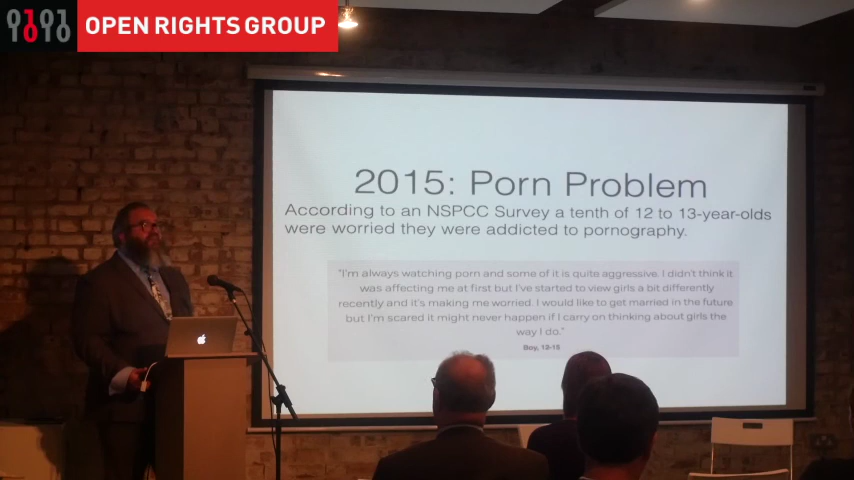 0101
1010
OPEN RIGHTS GROUP
2015: Porn Problem
According to an NSPCC Survey a tenth of 12 to 13-year-olds
were worried they were addicted to pornography.
"I'm always watching porn and some of it is quite aggressive. I didn't think it
was affecting me at first but I've started to view girls a bit differently
recently and it's making me worried. I would like to get married in the future
but I'm scared it might never happen if I carry on thinking about girls the
way I do."
Boy, 12-15